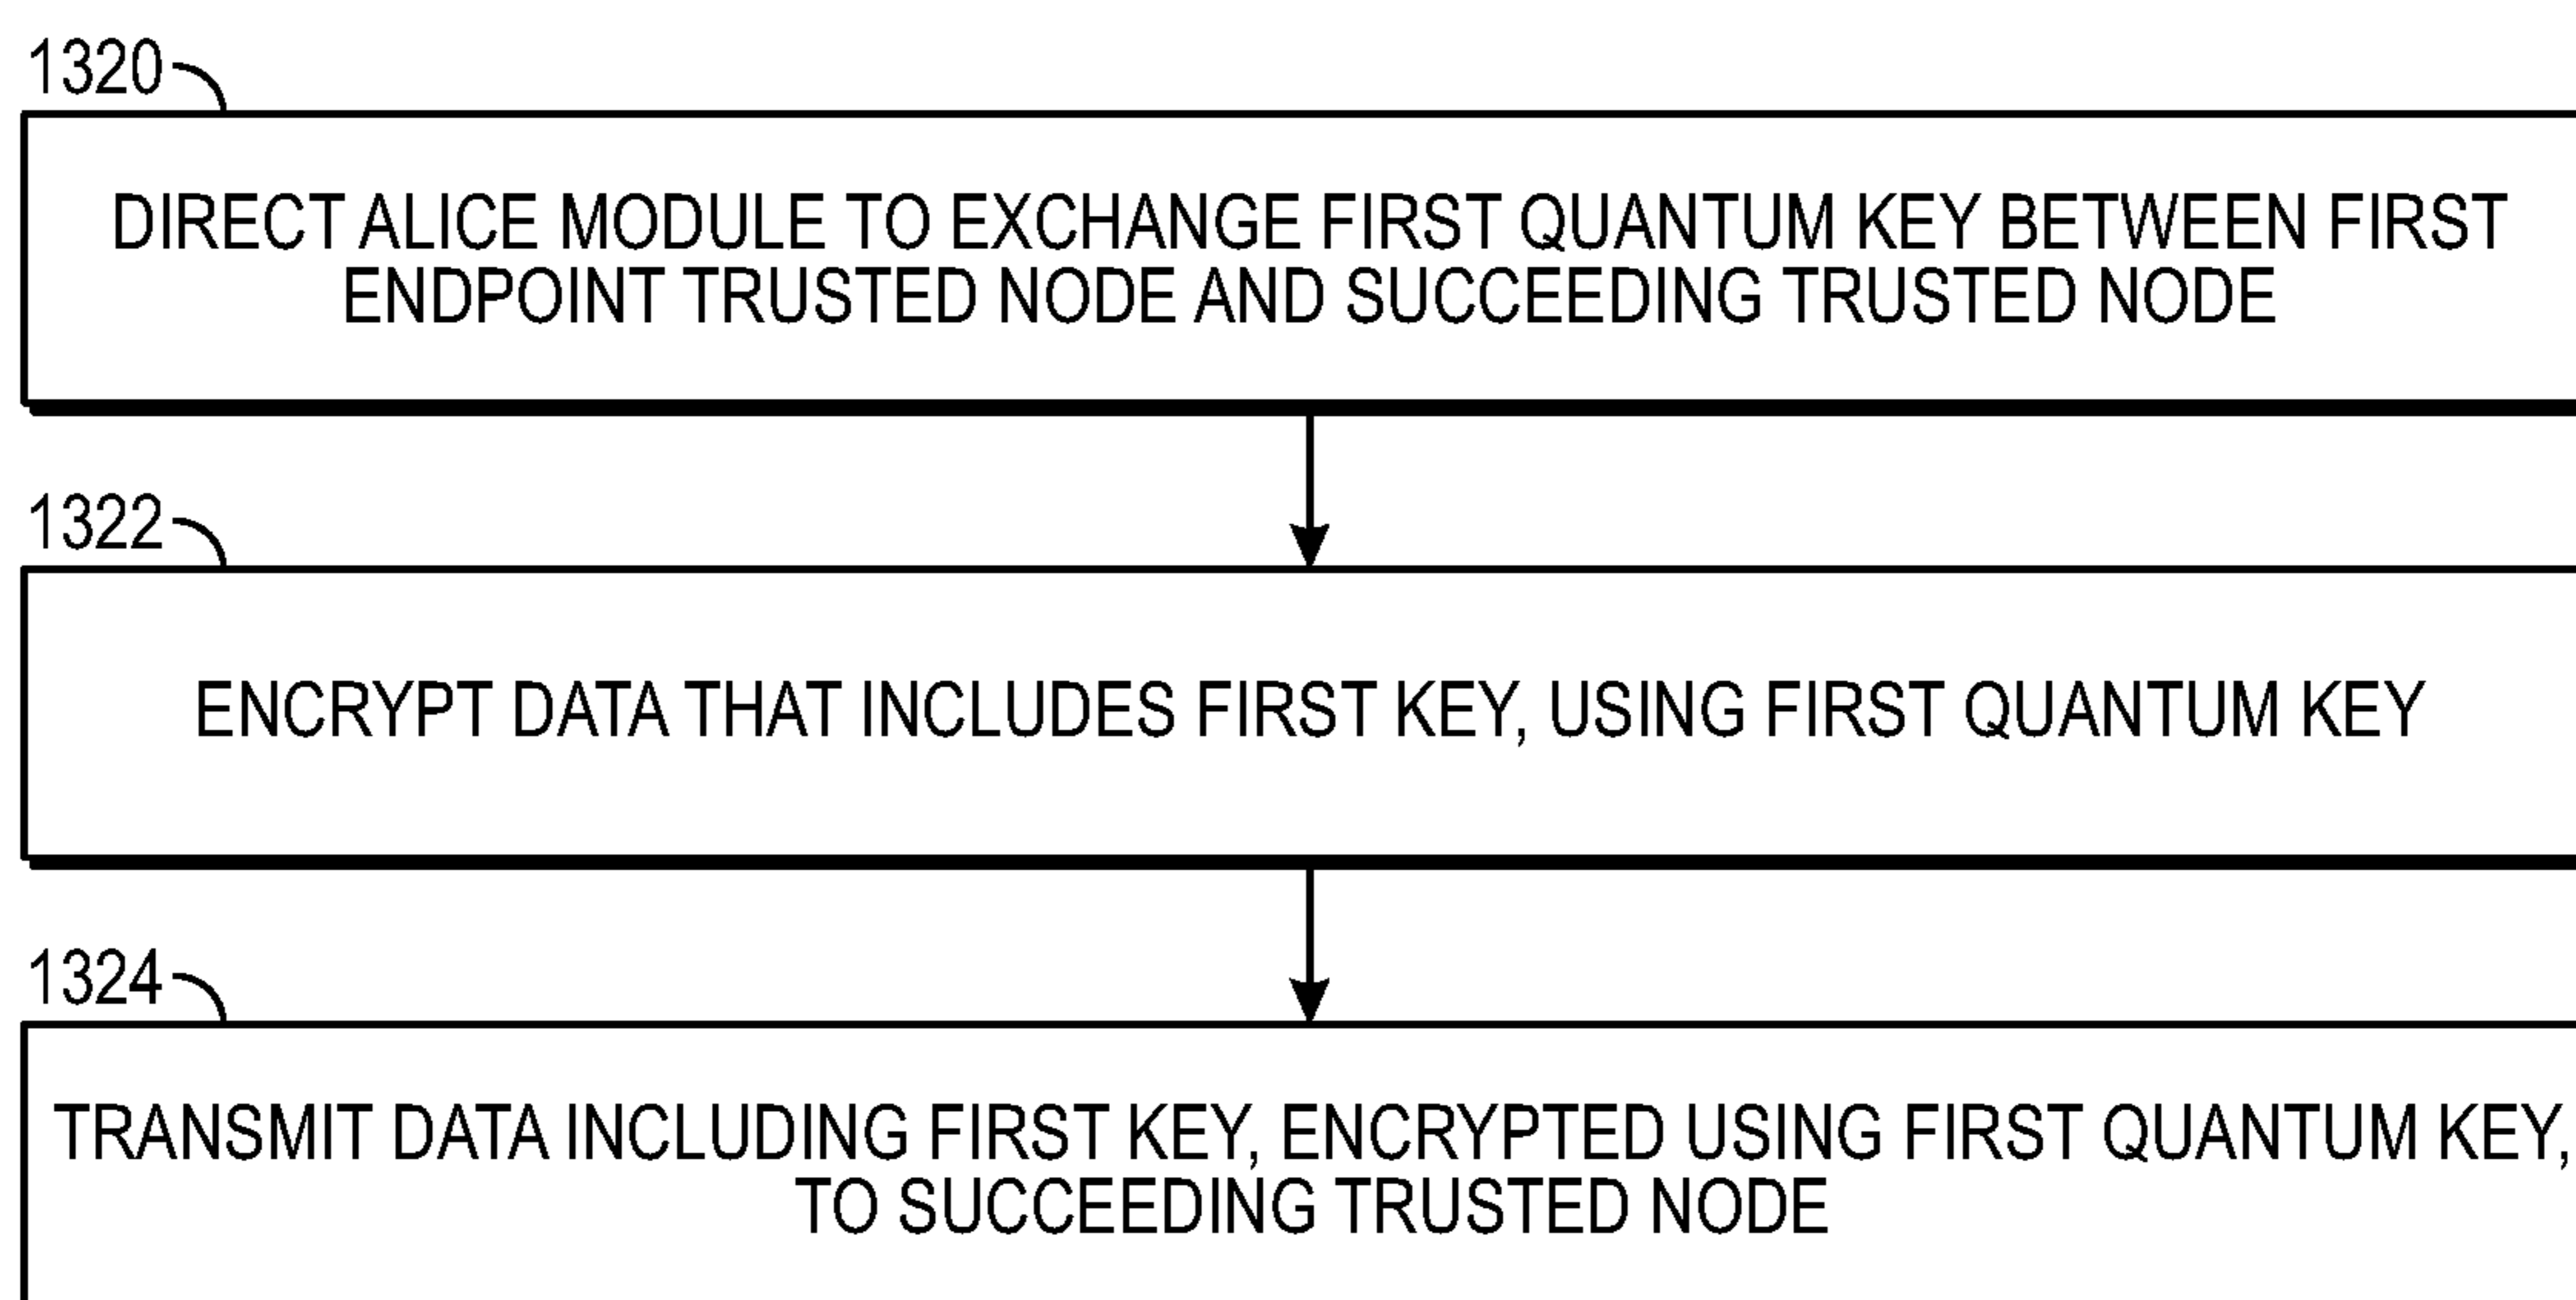 1320
DIRECT ALICE MODULE TO EXCHANGE FIRST QUANTUM KEY BETWEEN FIRST
ENDPOINT TRUSTED NODE AND SUCCEEDING TRUSTED NODE
1322
ENCRYPT DATA THAT INCLUDES FIRST KEY, USING FIRST QUANTUM KEY
1324
TRANSMIT DATA INCLUDING FIRST KEY, ENCRYPTED USING FIRST QUANTUM KEY,
TO SUCCEEDING TRUSTED NODE